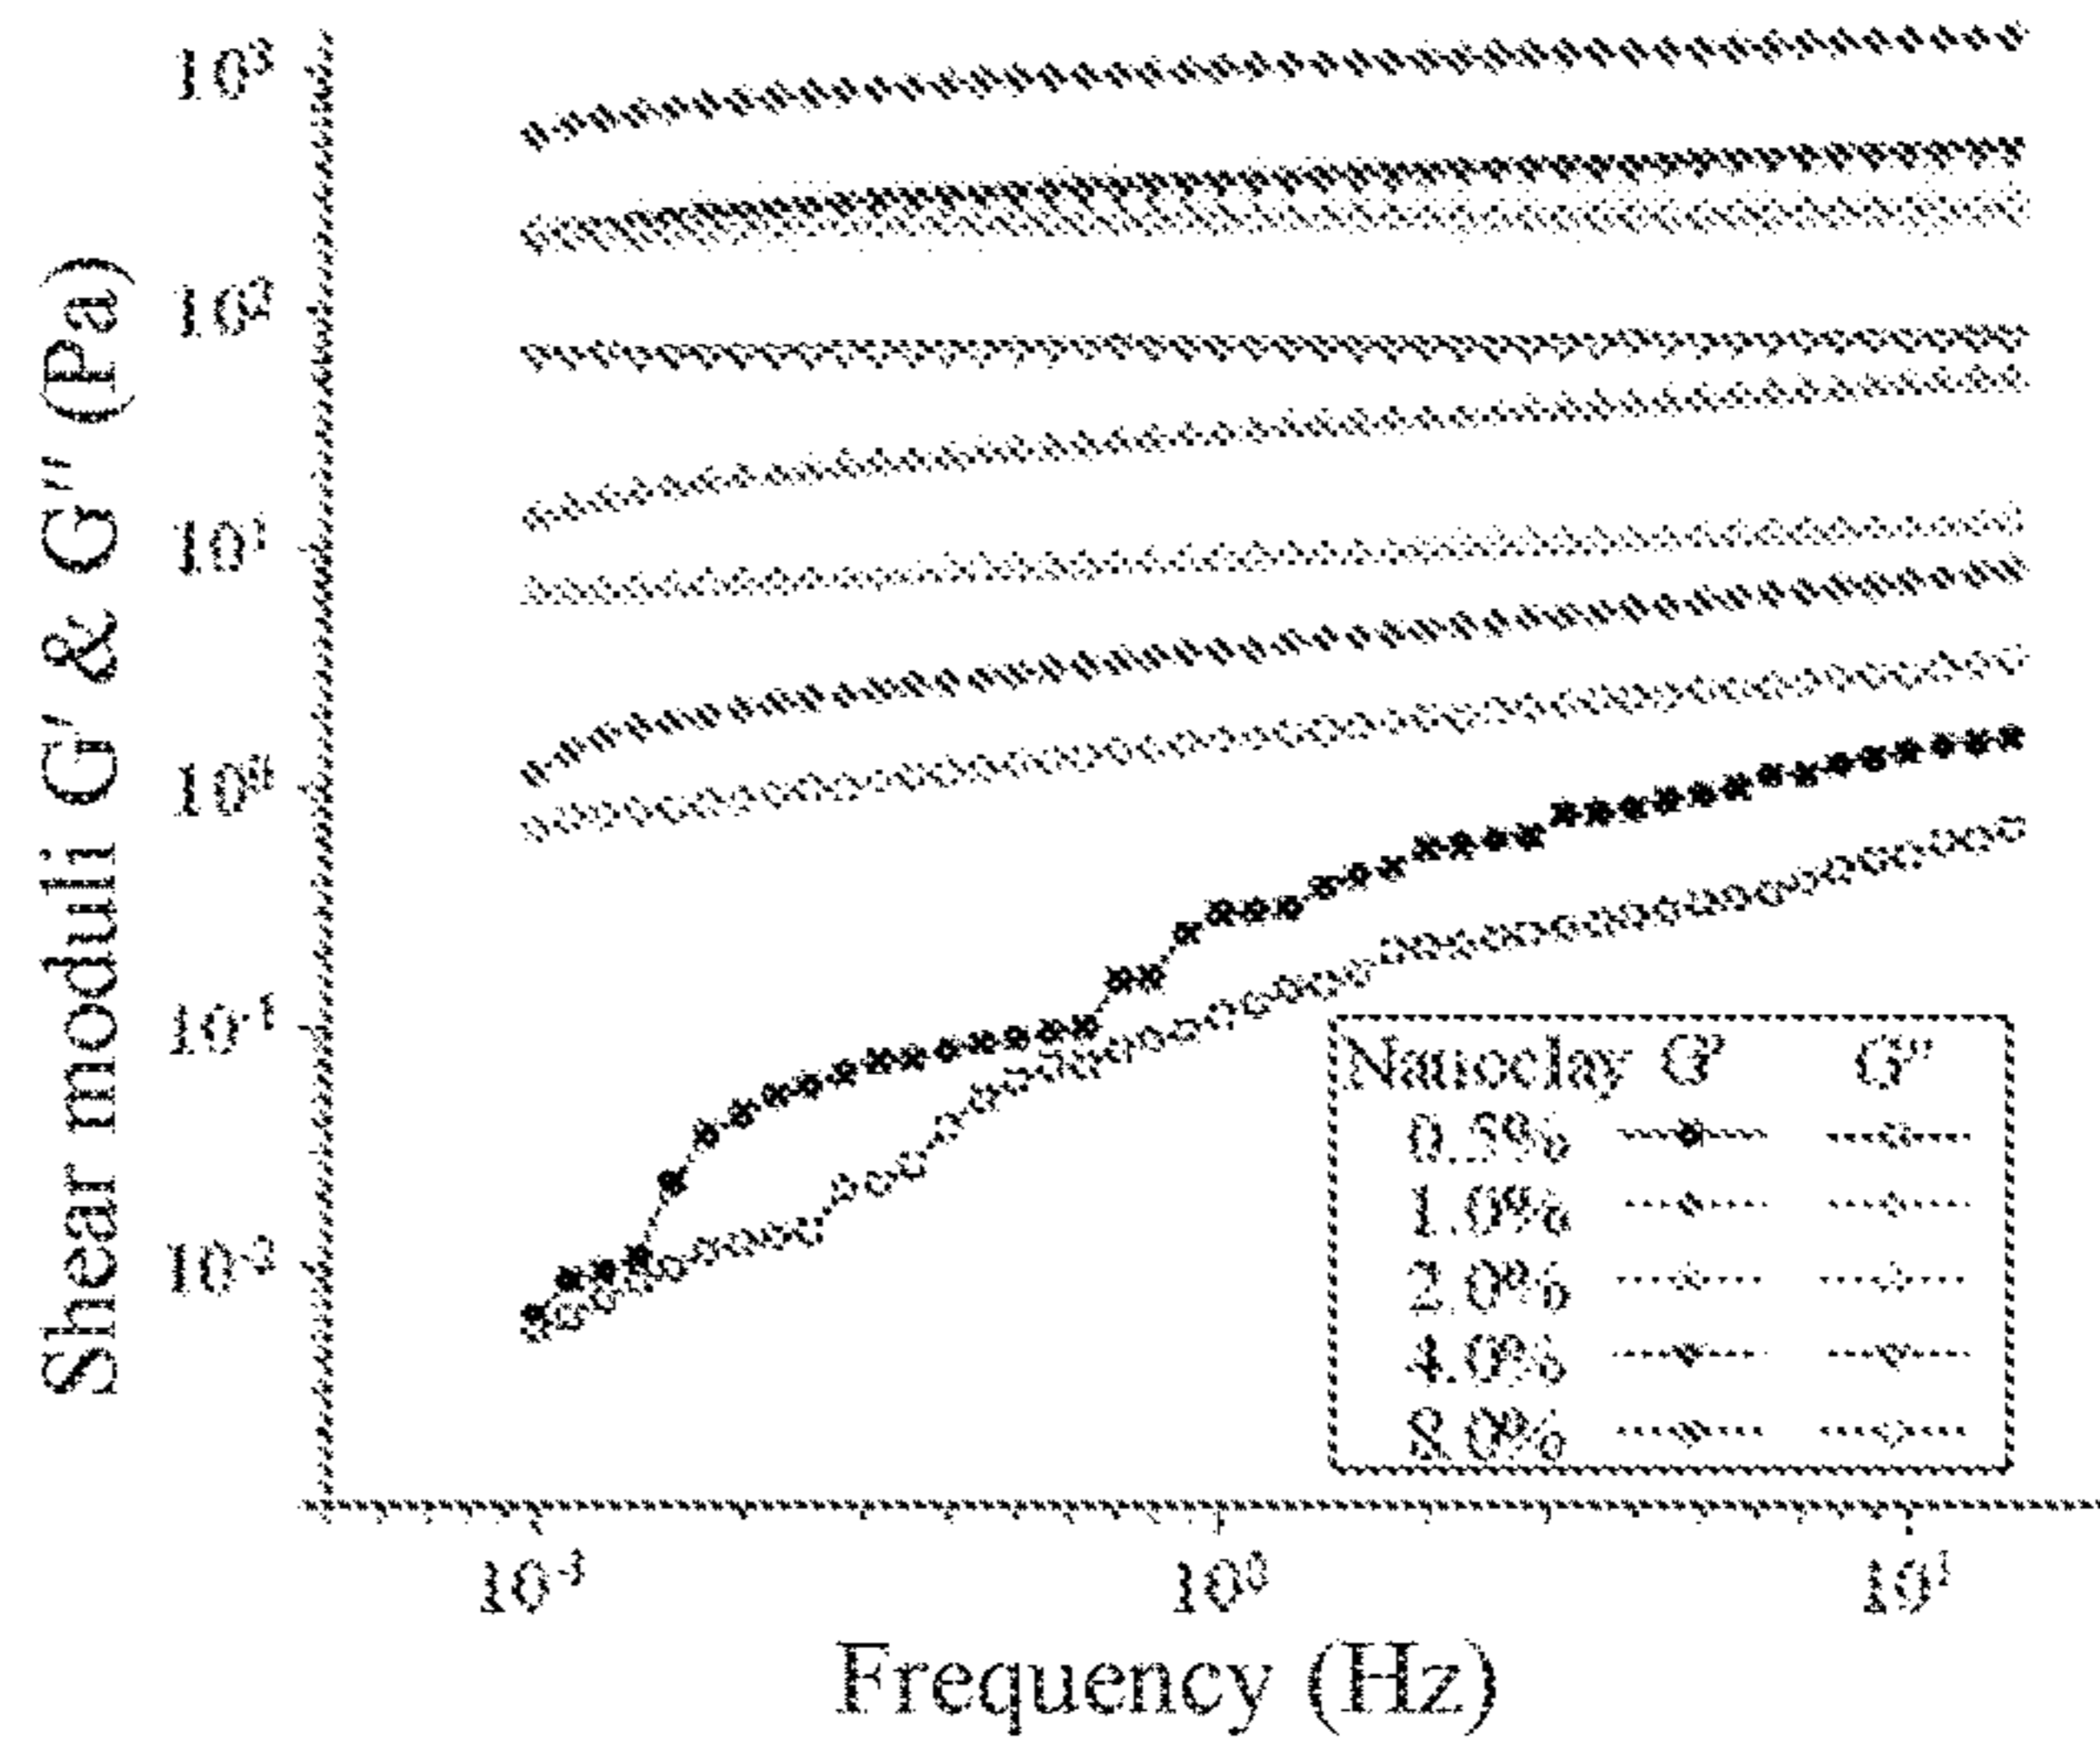 Shear moduli G' & G" (Pa)
10³
10²
10¹
10⁰
10⁻¹
10⁻²
Nanoclay G' G"
0.5%
1.0%
2.0%
4.0%
8.0%
10⁻¹ 10⁰ 10¹
Frequency (Hz)